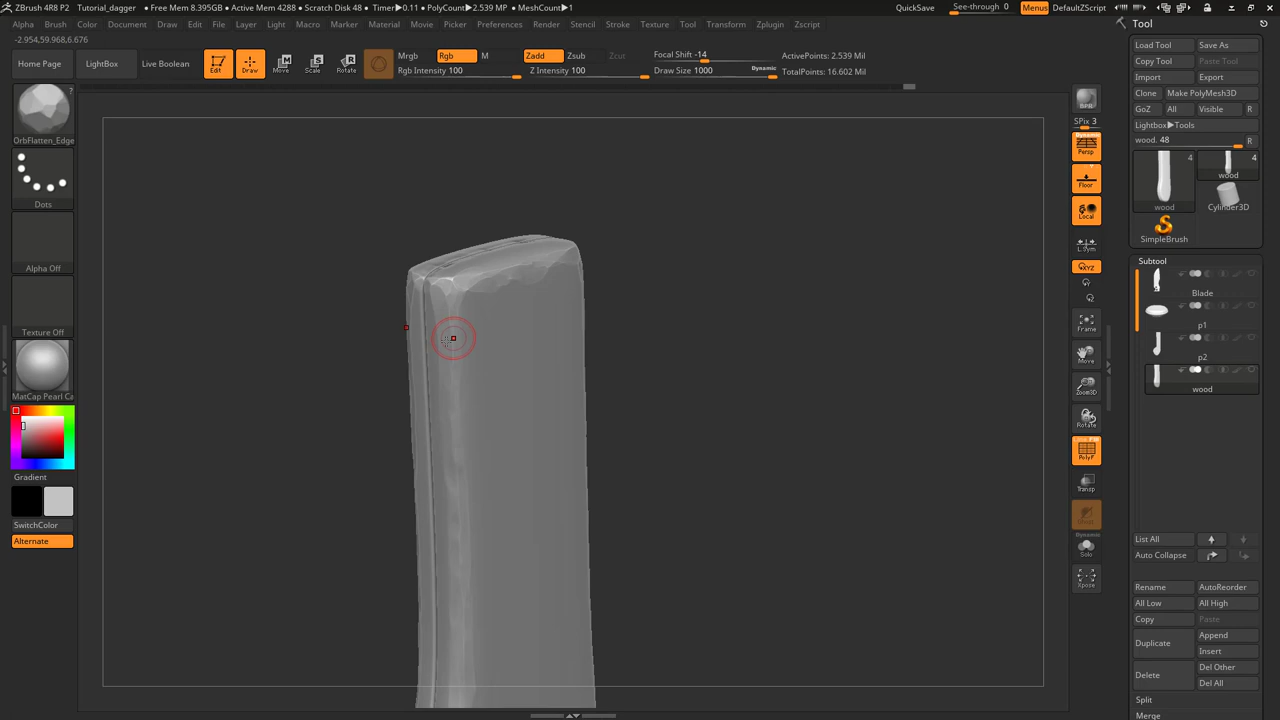 ZBrush 4R8 P2 Tutorial_dagger • Free Mem 8.395GB • Active Mem 4288 • Scratch Disk 48 • Timer▶0.11 • PolyCount▶2.539 MP • MeshCount▶1 QuickSave See-through 0 Menus DefaultZScript
Alpha Brush Color Document Draw Edit File Layer Light Macro Marker Material Movie Picker Preferences Render Stencil Stroke Texture Tool Transform Zplugin Zscript
-2.954,59.968,6.676
Home Page
LightBox
Live Boolean
Edit
Draw
Move
Scale
Rotate
Mrgb
Rgb
M
Rgb Intensity 100
Zadd
Zsub
Zcut
Z Intensity 100
Focal Shift -14
Draw Size 1000
Dynamic
ActivePoints: 2.539 Mil
TotalPoints: 16.602 Mil
OrbFlatten_Edge
Dots
Alpha Off
Texture Off
MatCap Pearl Ca
Gradient
SwitchColor
Alternate
BPR
SPix 3
Dynamic
Persp
Floor
Local
L.Sym
XYZ
Frame
Move
Zoom3D
Rotate
PolyF
Transp
Dynamic
Solo
Xpose
Tool
Load Tool Save As
Copy Tool Paste Tool
Import Export
Clone Make PolyMesh3D
GoZ All Visible R
Lightbox▶Tools
wood. 48 R
4
4
wood
wood
Cylinder3D
SimpleBrush
Subtool
Blade
p1
p2
wood
List All
Auto Collapse
Rename AutoReorder
All Low All High
Copy Paste
Duplicate
Append
Insert
Delete
Del Other
Del All
Split
Merge